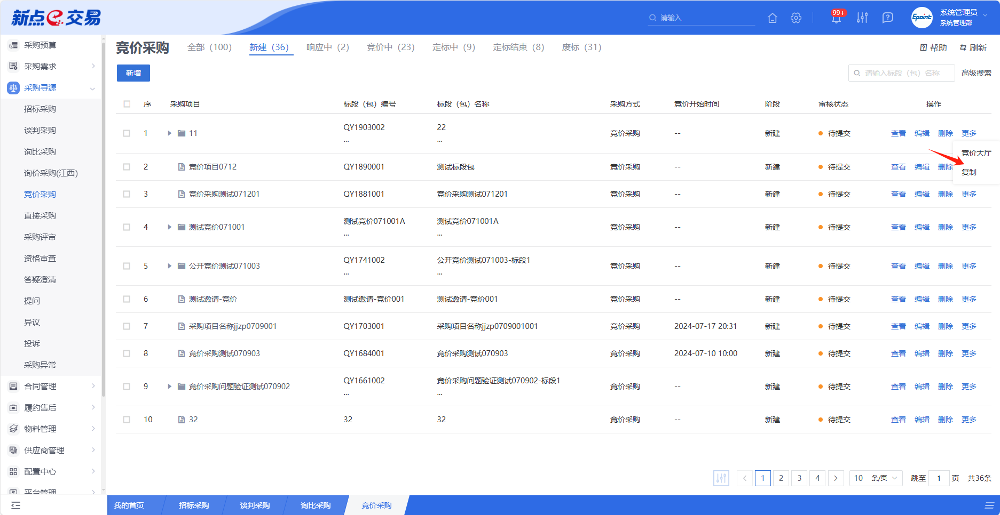 新点e交易
请输入
99+
Epoint
系统管理员
系统管理部
采购预算
采购需求
采购寻源
招标采购
谈判采购
询比采购
询价采购(江西)
竞价采购
直接采购
采购评审
资格审查
答疑澄清
提问
异议
投诉
采购异常
合同管理
履约售后
物料管理
供应商管理
配置中心
平台管理
竞价采购 全部（100） 新建（36） 响应中（2） 竞价中（23） 定标中（9） 定标结束（8） 废标（31） 帮助 刷新
新增 请输入标段（包）名称 高级搜索
序 采购项目 标段（包）编号 标段（包）名称 采购方式 竞价开始时间 阶段 审核状态 操作
1 11 QY1903002 ... 22 ... 竞价采购 -- 新建 待提交 查看 编辑 删除 更多
竞价大厅
复制
2 竞价项目0712 QY1890001 测试标段包 竞价采购 -- 新建 待提交 查看 编辑 删除
3 竞价采购测试071201 QY1881001 竞价采购测试071201 竞价采购 -- 新建 待提交 查看 编辑 删除 更多
4 测试竞价071001 测试竞价071001A ... 测试竞价071001A ... 竞价采购 -- 新建 待提交 查看 编辑 删除 更多
5 公开竞价测试071003 QY1741002 ... 公开竞价测试071003-标段1 ... 竞价采购 -- 新建 待提交 查看 编辑 删除 更多
6 测试邀请-竞价 测试邀请-竞价001 测试邀请-竞价001 竞价采购 -- 新建 待提交 查看 编辑 删除 更多
7 采购项目名称jjzp0709001 QY1703001 采购项目名称jjzp0709001001 竞价采购 2024-07-17 20:31 新建 待提交 查看 编辑 删除 更多
8 竞价采购测试070903 QY1684001 竞价采购测试070903 竞价采购 2024-07-10 10:00 新建 待提交 查看 编辑 删除 更多
9 竞价采购问题验证测试070902 QY1661002 ... 竞价采购问题验证测试070902-标段1 ... 竞价采购 -- 新建 待提交 查看 编辑 删除 更多
10 32 32 32 竞价采购 -- 新建 待提交 查看 编辑 删除 更多
1 2 3 4 10 条/页 跳至 1 页 共36条
我的首页 招标采购 谈判采购 询比采购 竞价采购